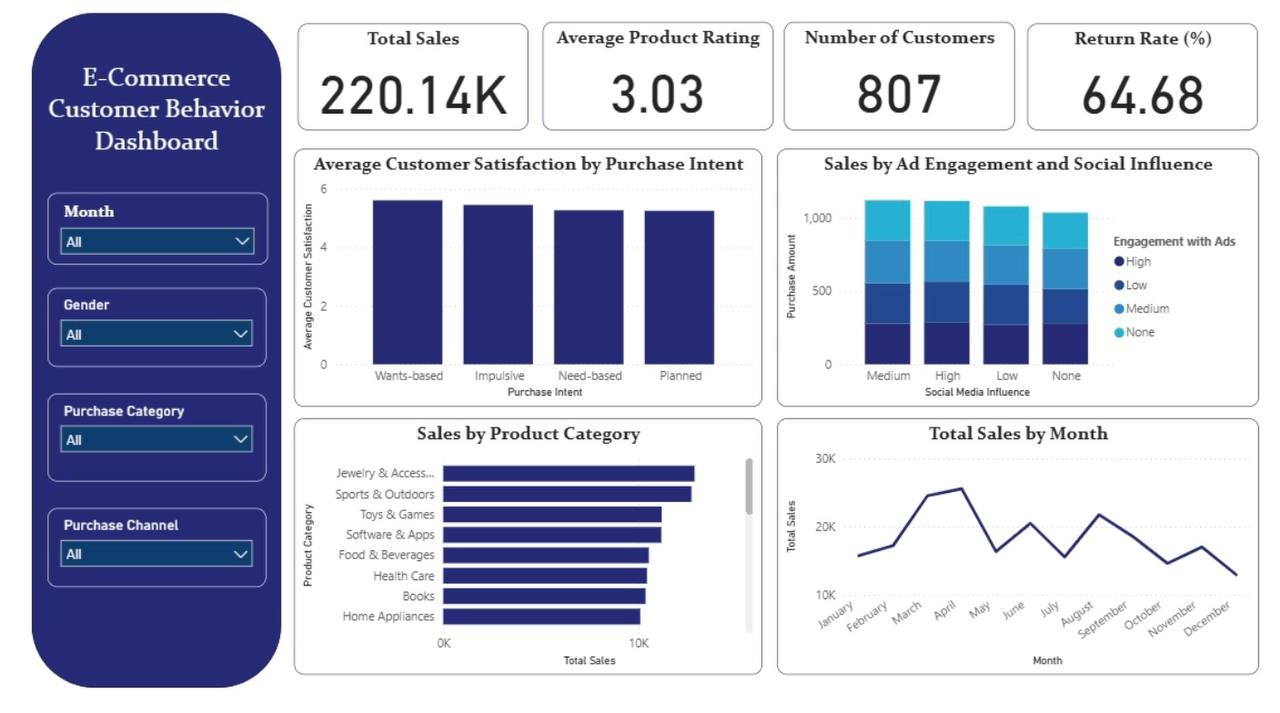 E-Commerce
Customer Behavior
Dashboard
Month
All
Gender
All
Purchase Category
All
Purchase Channel
All
Total Sales
220.14K
Average Product Rating
3.03
Number of Customers
807
Return Rate (%)
64.68
Average Customer Satisfaction by Purchase Intent
Average Customer Satisfaction
6
4
2
0
Wants-based Impulsive Need-based Planned
Purchase Intent
Sales by Ad Engagement and Social Influence
Purchase Amount
1,000
500
0
Medium High Low None
Social Media Influence
Engagement with Ads
High
Low
Medium
None
Sales by Product Category
Product Category
Jewelry & Access...
Sports & Outdoors
Toys & Games
Software & Apps
Food & Beverages
Health Care
Books
Home Appliances
0K 10K
Total Sales
Total Sales by Month
Total Sales
30K
20K
10K
January February March April May June July August September October November December
Month